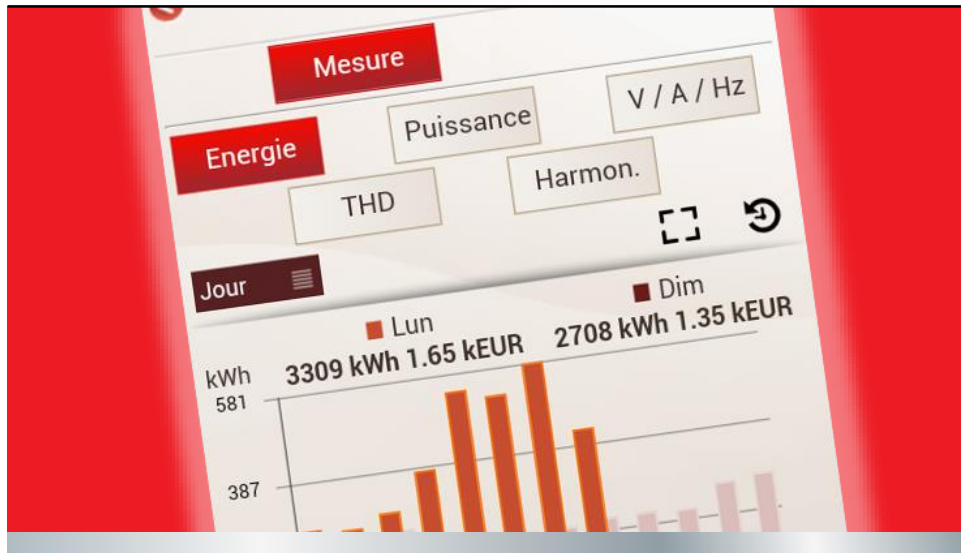 Mesure
Energie
Puissance
V / A / Hz
THD
Harmon.
Jour
Lun
Dim
3309 kWh 1.65 kEUR
2708 kWh 1.35 kEUR
kWh
581
387